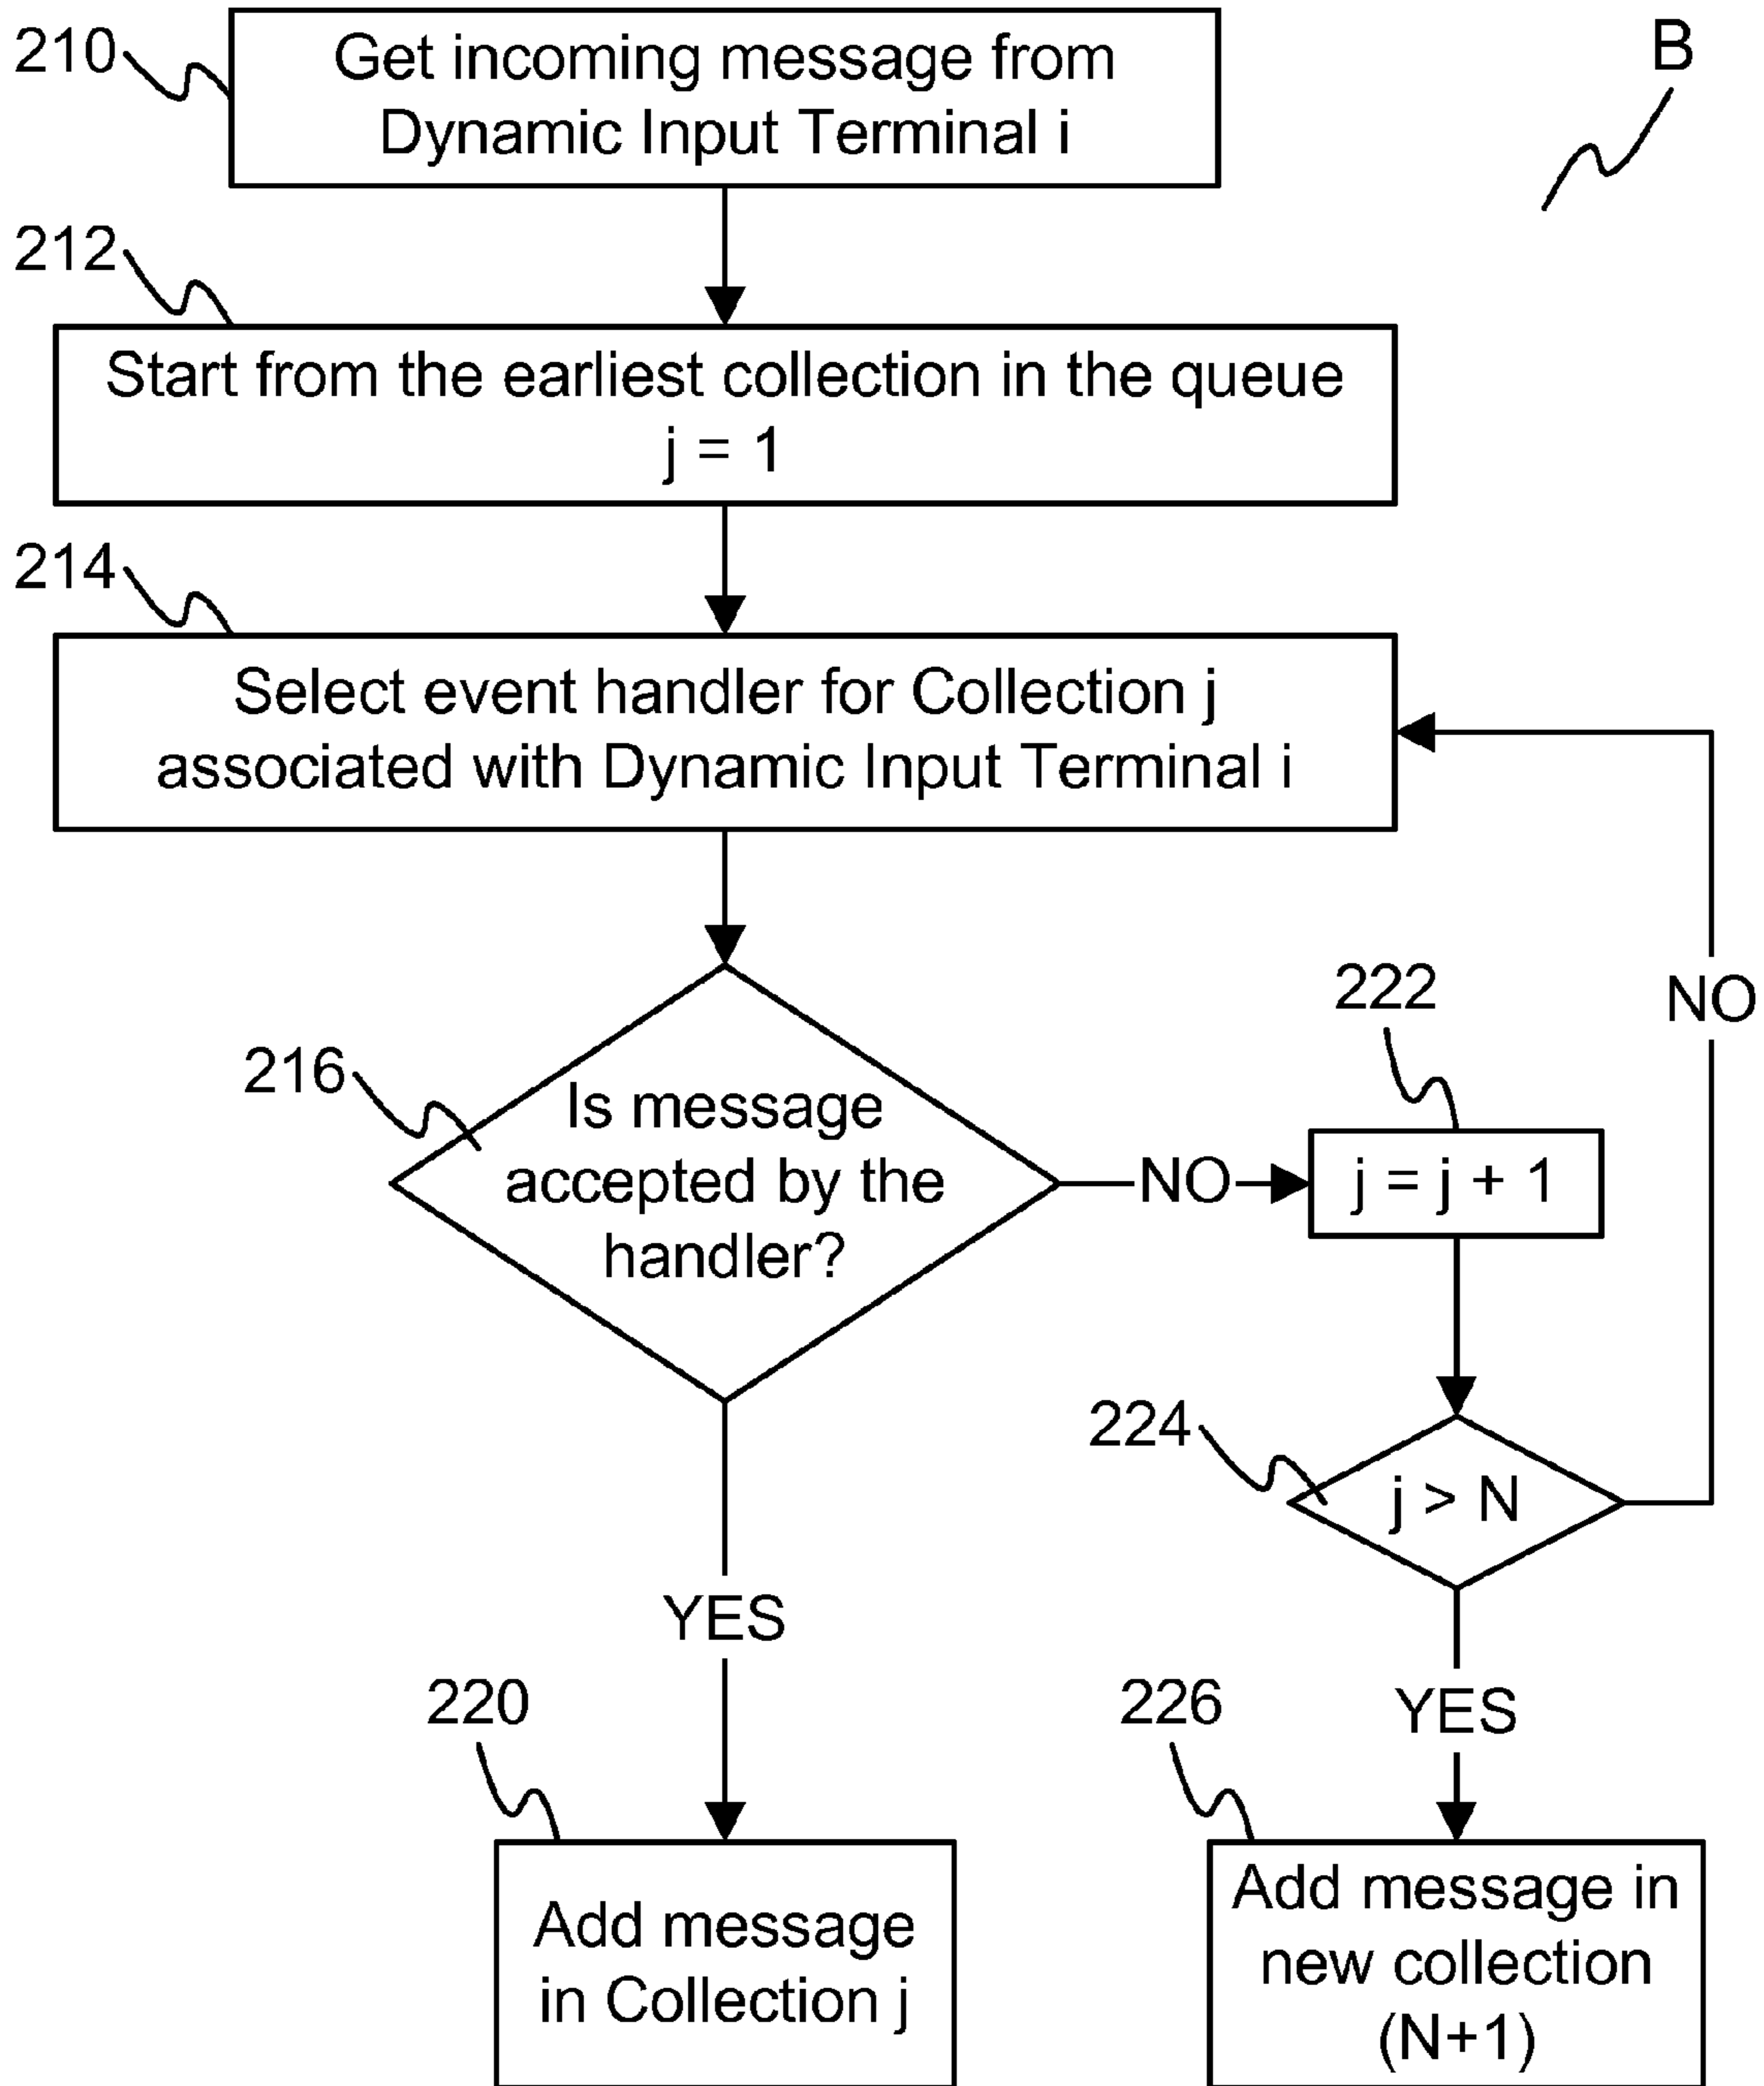 210
Get incoming message from
Dynamic Input Terminal i
B
212
Start from the earliest collection in the queue
j = 1
214
Select event handler for Collection j
associated with Dynamic Input Terminal i
216
Is message
accepted by the
handler?
NO
222
j = j + 1
NO
224
j > N
YES
220
Add message
in Collection j
YES
226
Add message in
new collection
(N+1)